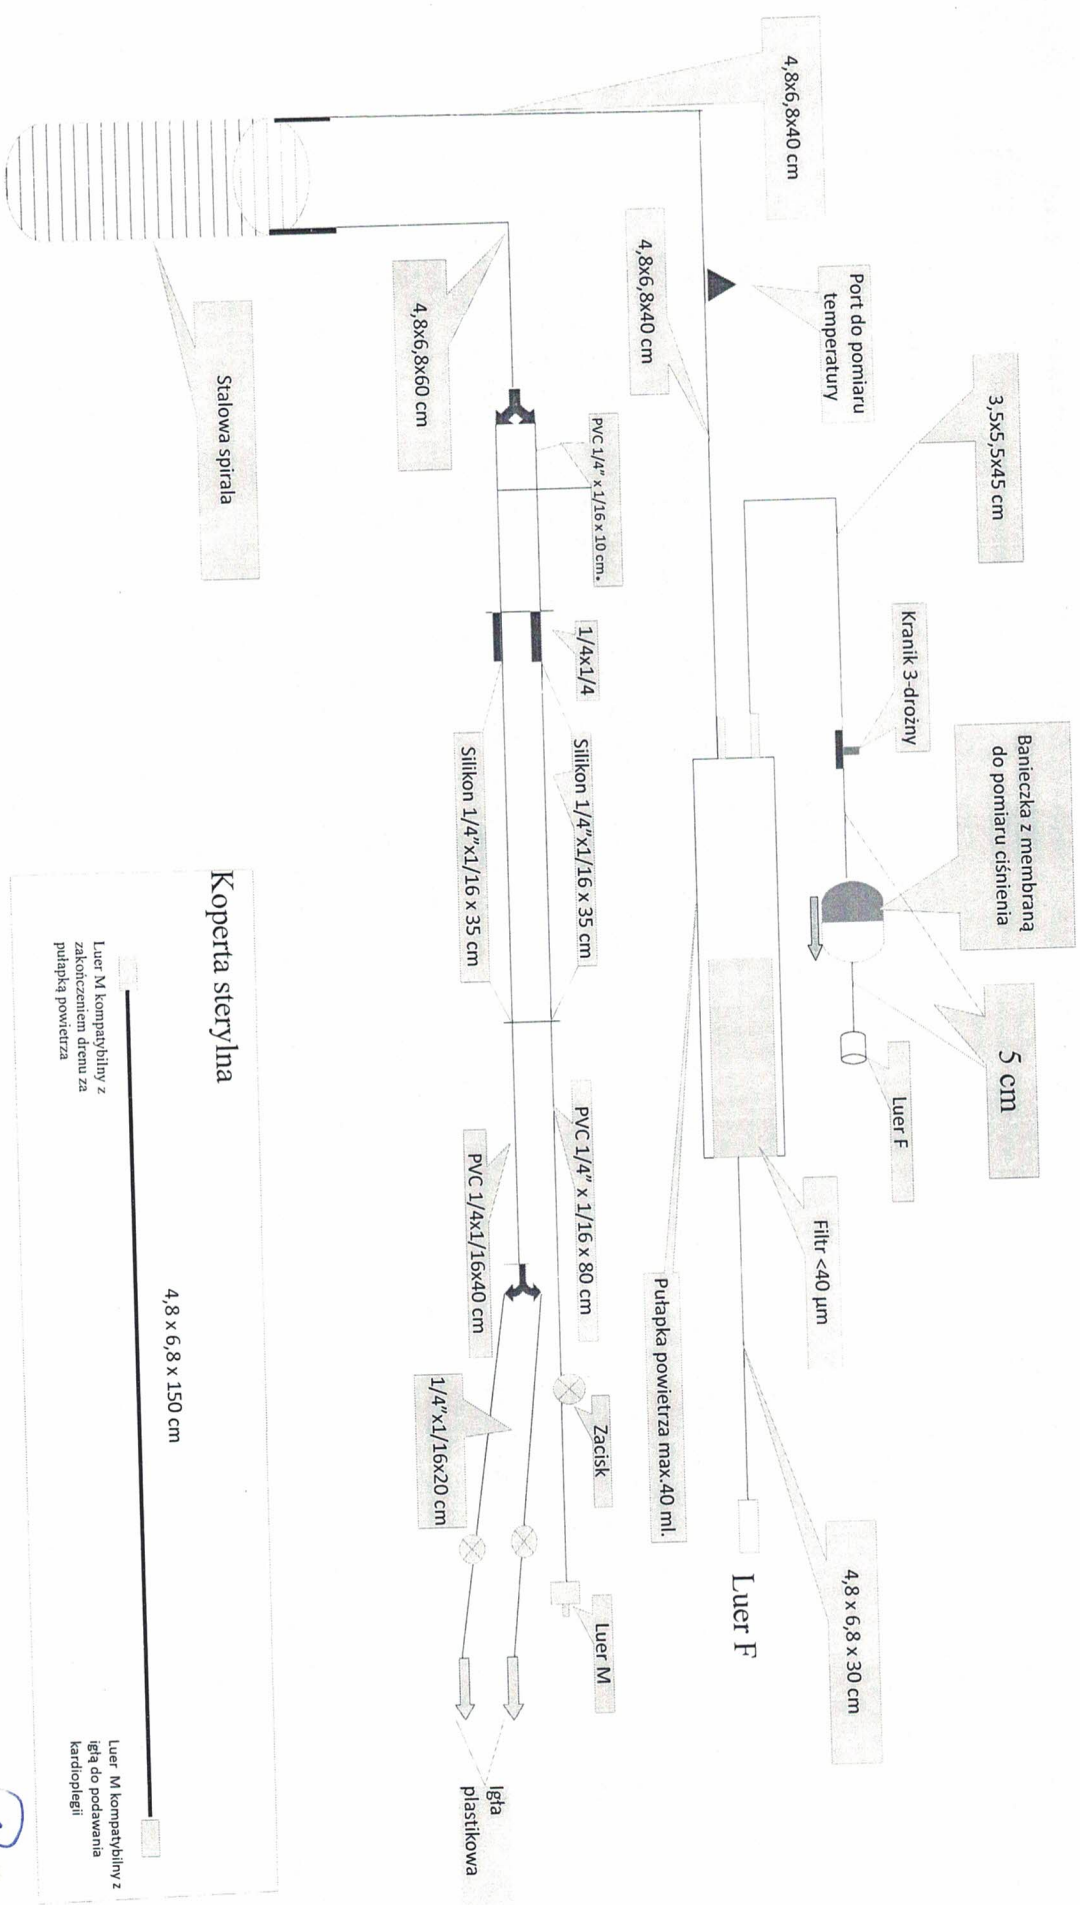 Banieczka z membraną
do pomiaru ciśnienia
5 cm
3,5x5,5x45 cm
Kranik 3-drożny
Luer F
Port do pomiaru
temperatury
Filtr <40 µm
4,8 x 6,8 x 30 cm
4,8x6,8x40 cm
Luer F
4,8x6,8x40 cm
Pułapka powietrza max.40 ml.
PVC 1/4” x 1/16 x 10 cm.
1/4x1/4
Silikon 1/4”x1/16 x 35 cm
PVC 1/4” x 1/16 x 80 cm
Zacisk
Luer M
4,8x6,8x60 cm
Silikon 1/4”x1/16 x 35 cm
PVC 1/4x1/16x40 cm
1/4”x1/16x20 cm
Igła
plastikowa
Stalowa spirala
Koperta sterylna
4,8 x 6,8 x 150 cm
Luer M kompatybilny z
zakończeniem drenu za
pułapką powietrza
Luer M kompatybilny z
igłą do podawania
kardioplegii